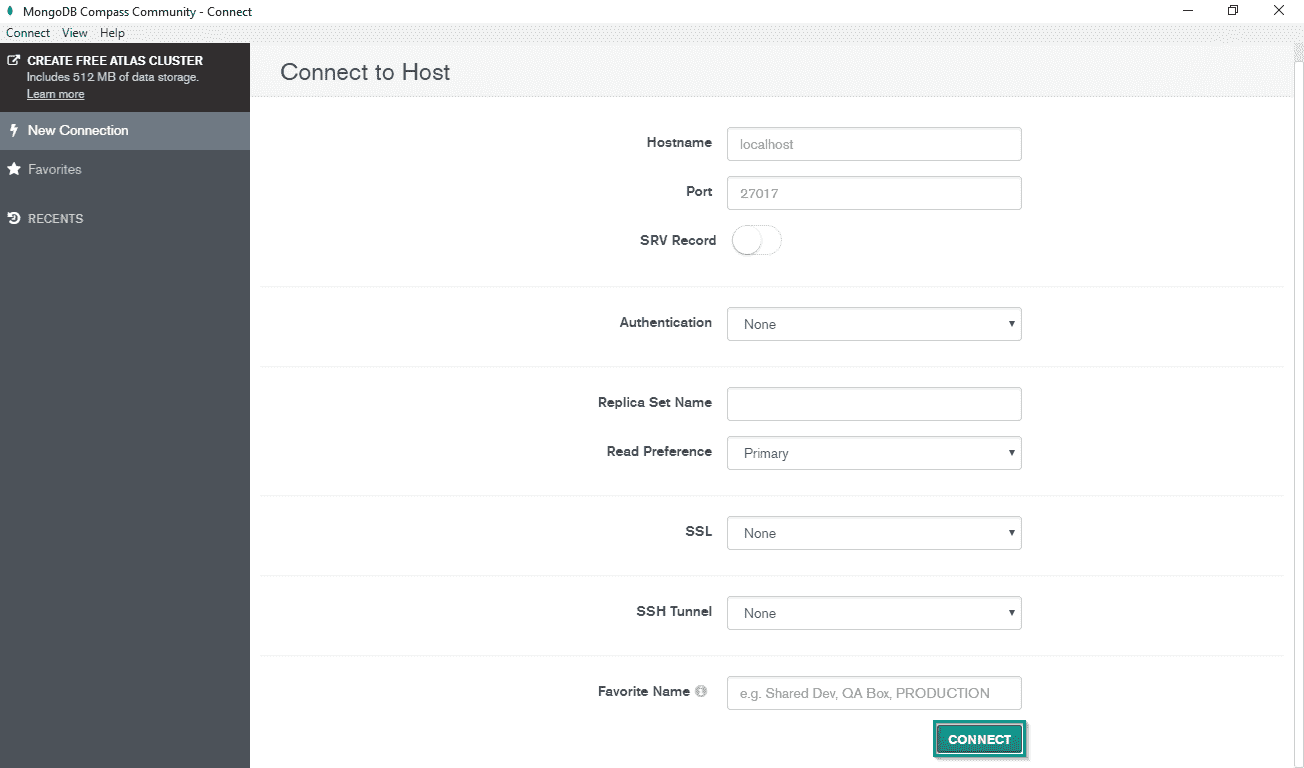 MongoDB Compass Community - Connect
Connect View Help
CREATE FREE ATLAS CLUSTER
Includes 512 MB of data storage.
Learn more
New Connection
Favorites
RECENTS
Connect to Host
Hostname localhost
Port 27017
SRV Record
Authentication None
Replica Set Name
Read Preference Primary
SSL None
SSH Tunnel None
Favorite Name e.g. Shared Dev, QA Box, PRODUCTION
CONNECT